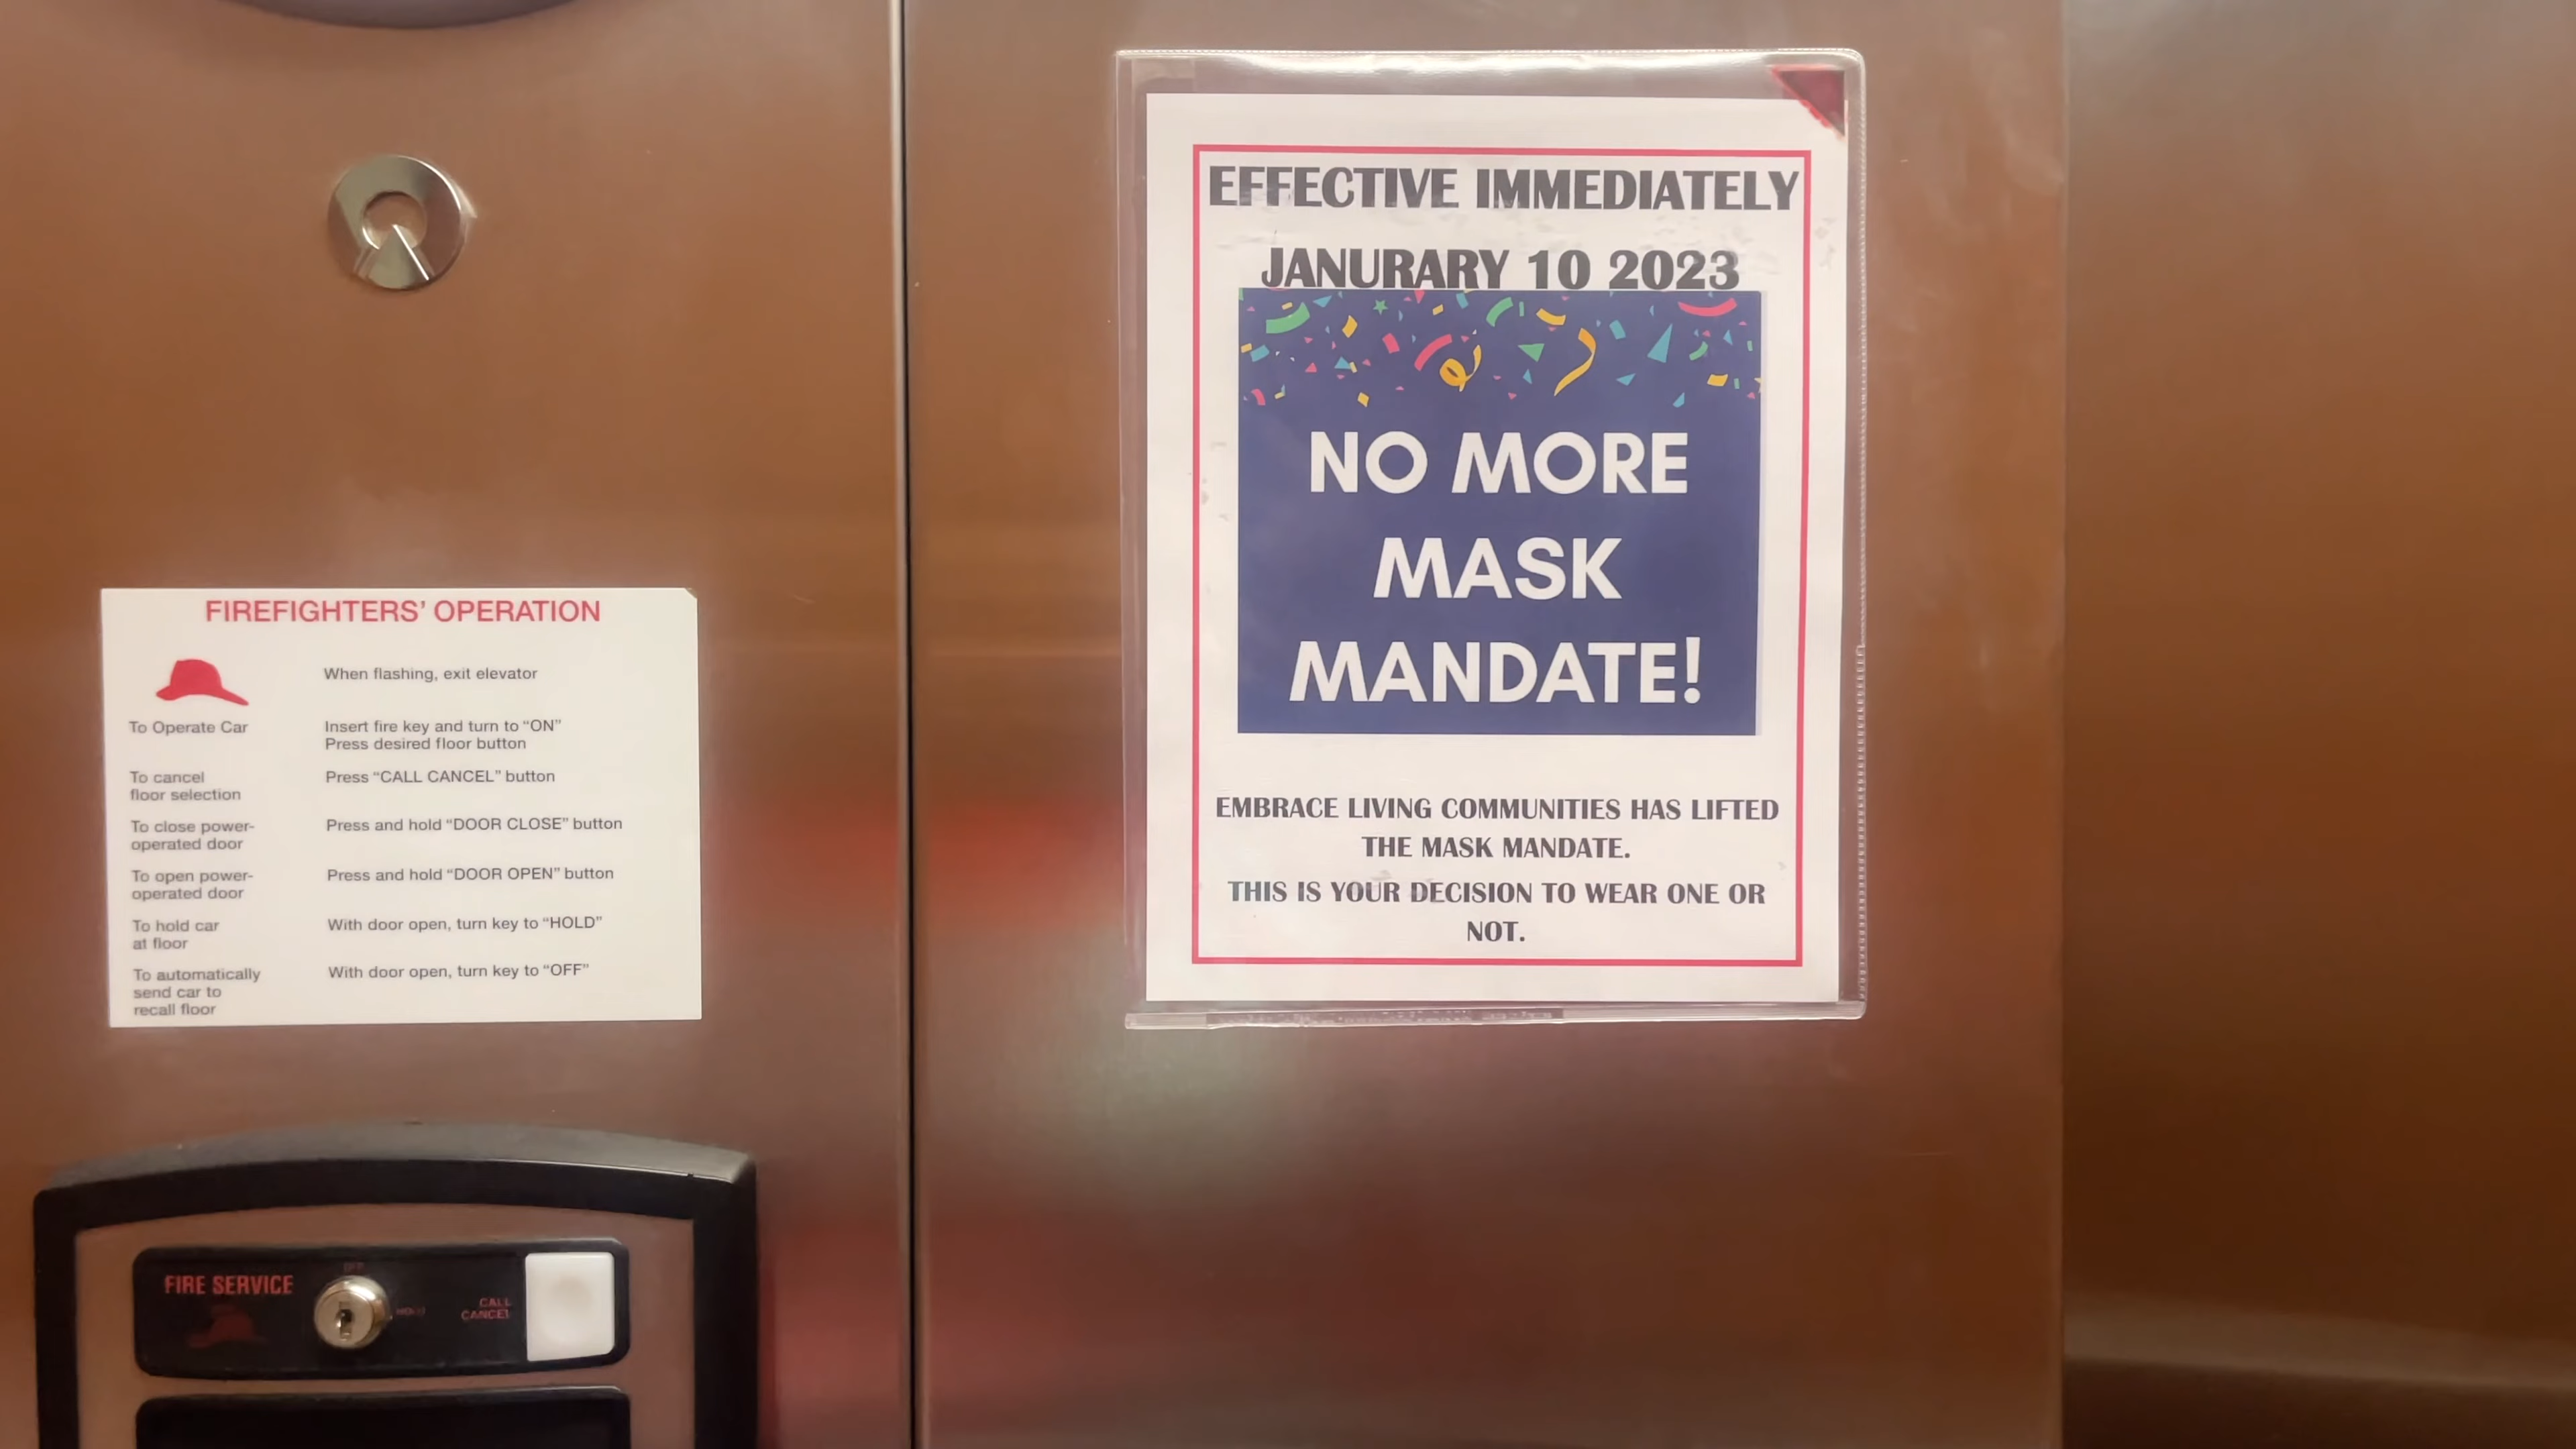 FIREFIGHTERS' OPERATION
When flashing, exit elevator
To Operate Car
Insert fire key and turn to “ON”
Press desired floor button
To cancel
floor selection
Press “CALL CANCEL” button
To close power-
operated door
Press and hold “DOOR CLOSE” button
To open power-
operated door
Press and hold “DOOR OPEN” button
To hold car
at floor
With door open, turn key to “HOLD”
To automatically
send car to
recall floor
With door open, turn key to “OFF”
FIRE SERVICE
OFF
HOLD
CALL
CANCEL
EFFECTIVE IMMEDIATELY
JANURARY 10 2023
NO MORE
MASK
MANDATE!
EMBRACE LIVING COMMUNITIES HAS LIFTED
THE MASK MANDATE.
THIS IS YOUR DECISION TO WEAR ONE OR
NOT.